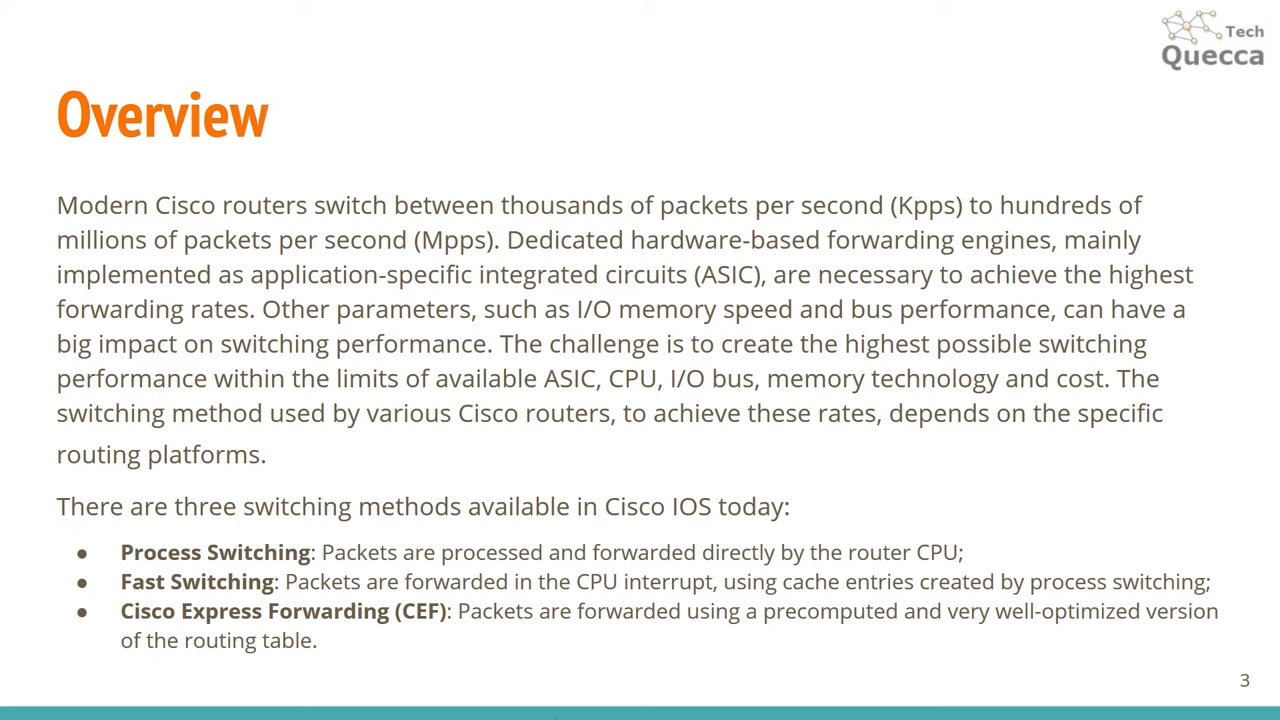 Tech
Quecca
Overview
Modern Cisco routers switch between thousands of packets per second (Kpps) to hundreds of
millions of packets per second (Mpps). Dedicated hardware-based forwarding engines, mainly
implemented as application-specific integrated circuits (ASIC), are necessary to achieve the highest
forwarding rates. Other parameters, such as I/O memory speed and bus performance, can have a
big impact on switching performance. The challenge is to create the highest possible switching
performance within the limits of available ASIC, CPU, I/O bus, memory technology and cost. The
switching method used by various Cisco routers, to achieve these rates, depends on the specific
routing platforms.
There are three switching methods available in Cisco IOS today:
● Process Switching: Packets are processed and forwarded directly by the router CPU;
● Fast Switching: Packets are forwarded in the CPU interrupt, using cache entries created by process switching;
● Cisco Express Forwarding (CEF): Packets are forwarded using a precomputed and very well-optimized version
of the routing table.
3